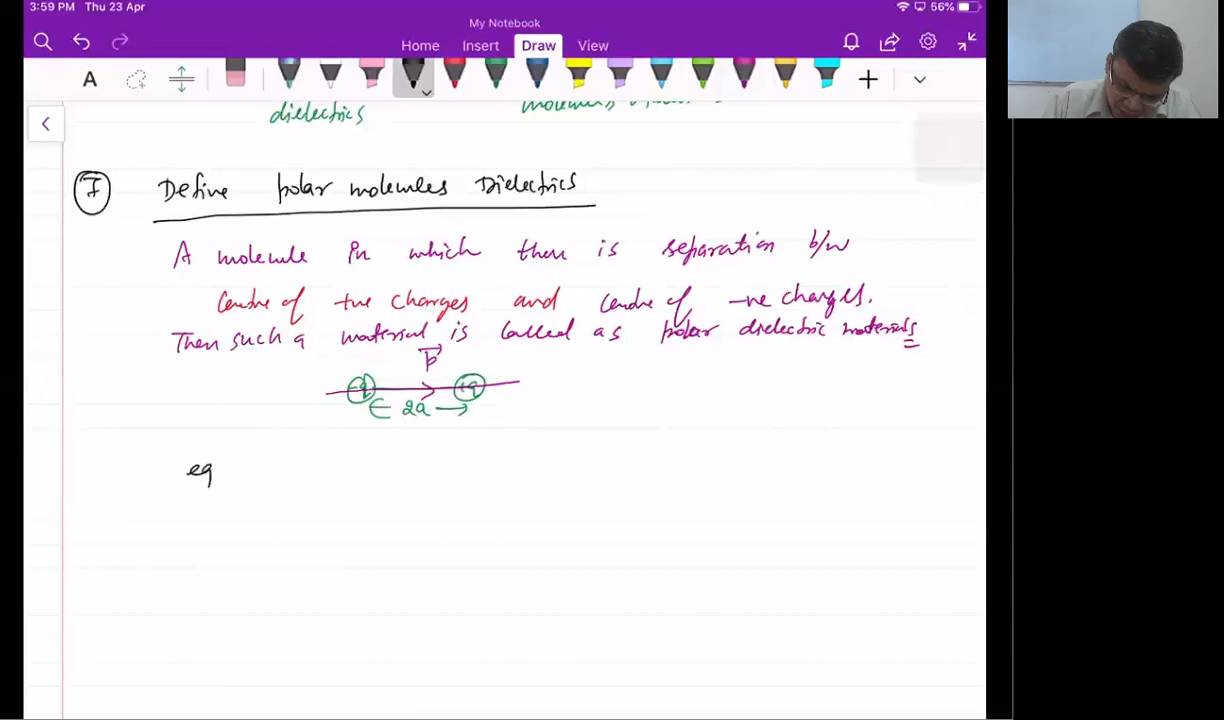 3:59 PM Thu 23 Apr
56%
My Notebook
Home Insert Draw View
A
dielectrics
I Define polar molecules Dielectrics
A molecule in which there is separation b/w
Centre of +ve charges and centre of -ve charges.
Then such a material is called as polar dielectric materials
p
-q +q
2a
eg